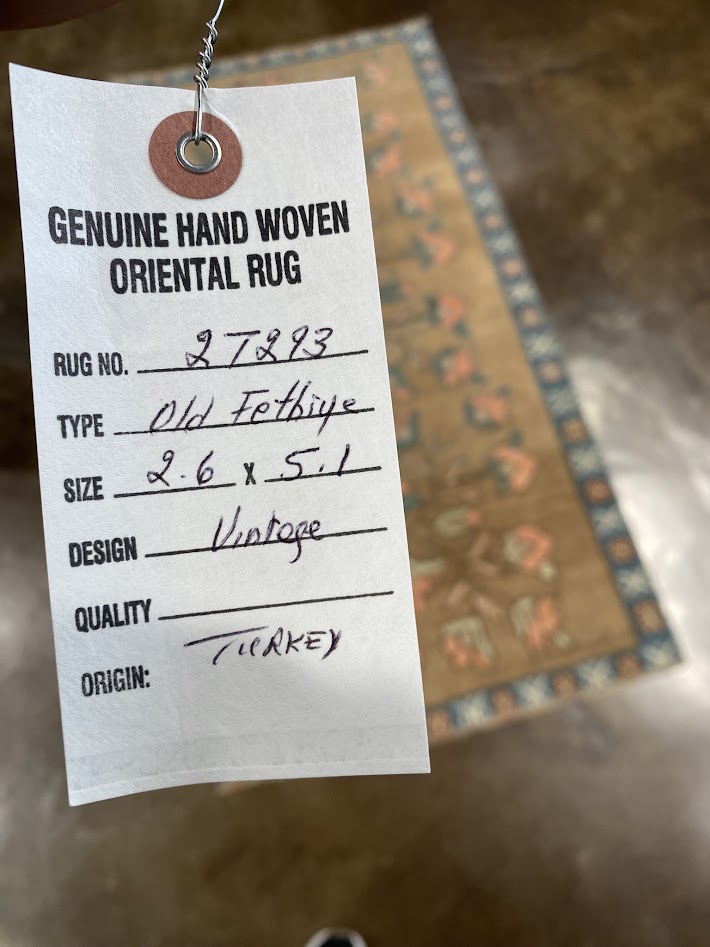 GENUINE HAND WOVEN
ORIENTAL RUG
RUG NO. 2T293
TYPE Old Fethiye
SIZE 2.6 X 5.1
DESIGN Vintage
QUALITY
ORIGIN: TURKEY